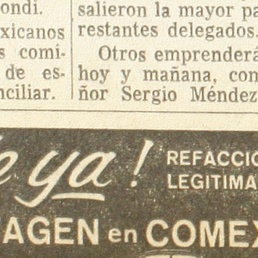 ondi.
xicanos
comi-
de es-
nciliar.
salieron la mayor pa
restantes delegados.
Otros emprenderá
hoy y mañana, com
ñor Sergio Méndez
e ya!
REFACCIO
LEGITIMA
AGEN en COMEX